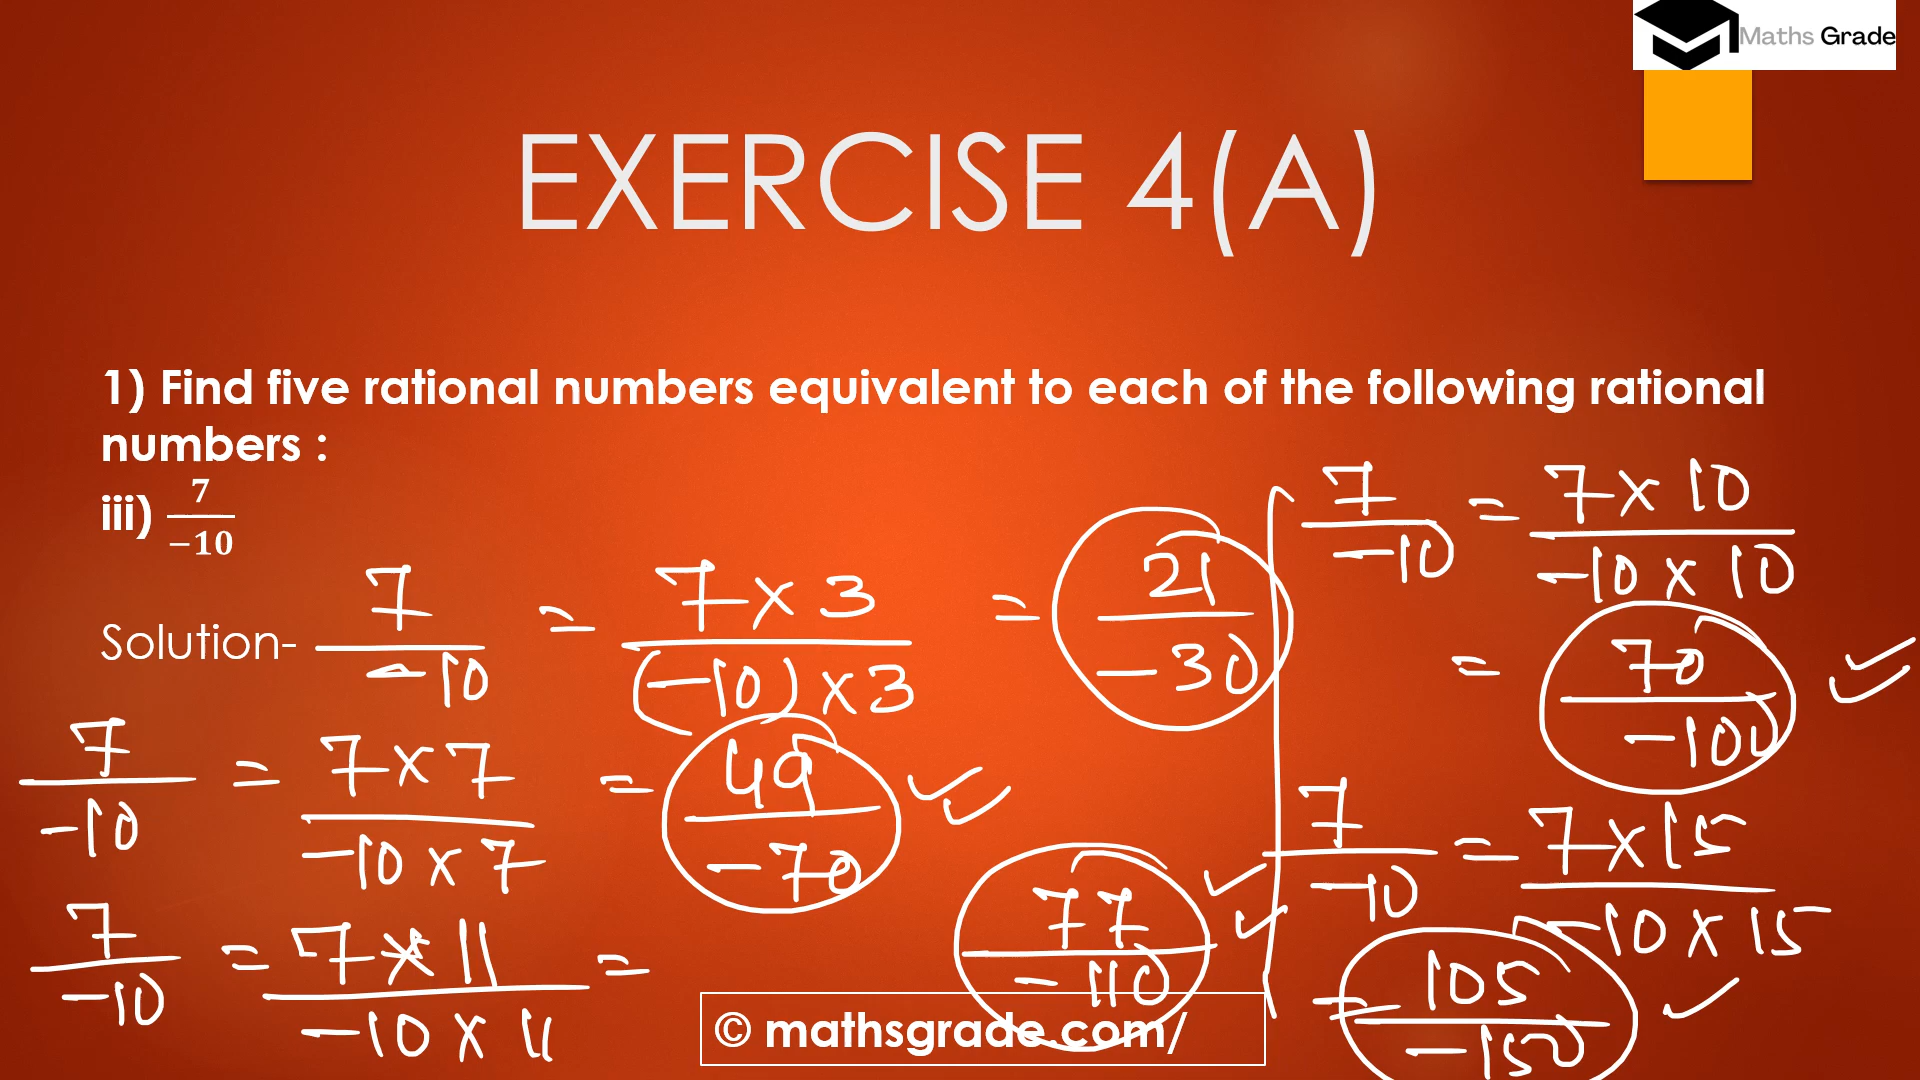 Maths Grade
EXERCISE 4(A)
1) Find five rational numbers equivalent to each of the following rational
numbers :
iii) 7/-10
Solution- 7/-10 = 7 x 3/(-10) x 3 = 21/-30
7/-10 = 7 x 7/-10 x 7 = 49/-70
7/-10 = 7 x 11/-10 x 11 = 77/-110
7/-10 = 7 x 10/-10 x 10
= 70/-100
7/-10 = 7 x 15/-10 x 15
= 105/-150
© mathsgrade.com/